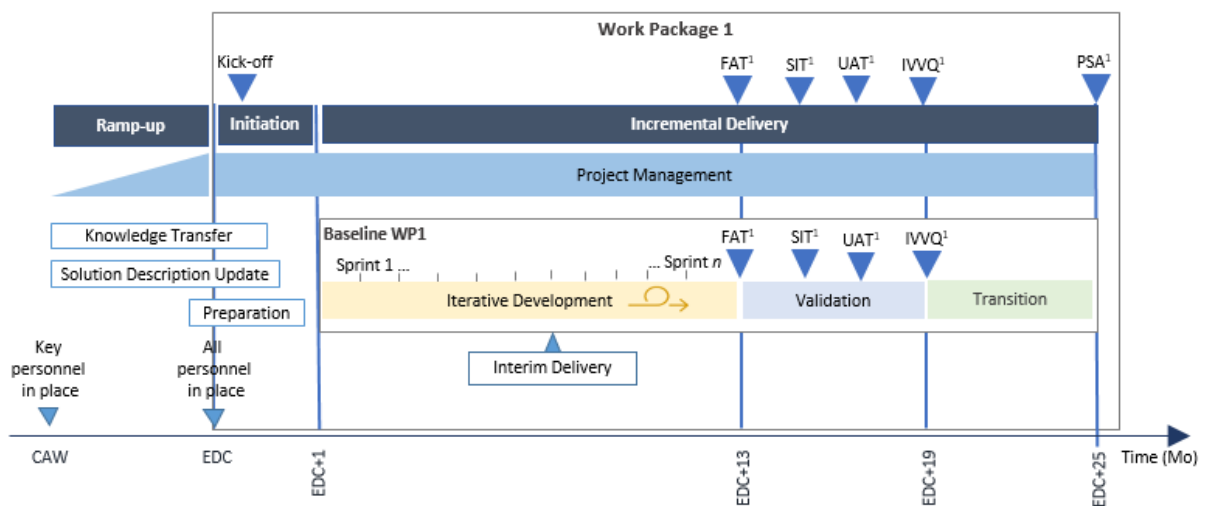 Work Package 1
Kick-off
FAT¹ SIT¹ UAT¹ IVVQ¹ PSA¹
Ramp-up Initiation Incremental Delivery
Project Management
Knowledge Transfer
Baseline WP1
FAT¹ SIT¹ UAT¹ IVVQ¹
Sprint 1 ... ... Sprint n
Solution Description Update
Iterative Development Validation Transition
Preparation
Interim Delivery
Key
personnel
in place
All
personnel
in place
CAW EDC EDC+1 EDC+13 EDC+19 EDC+25 Time (Mo)